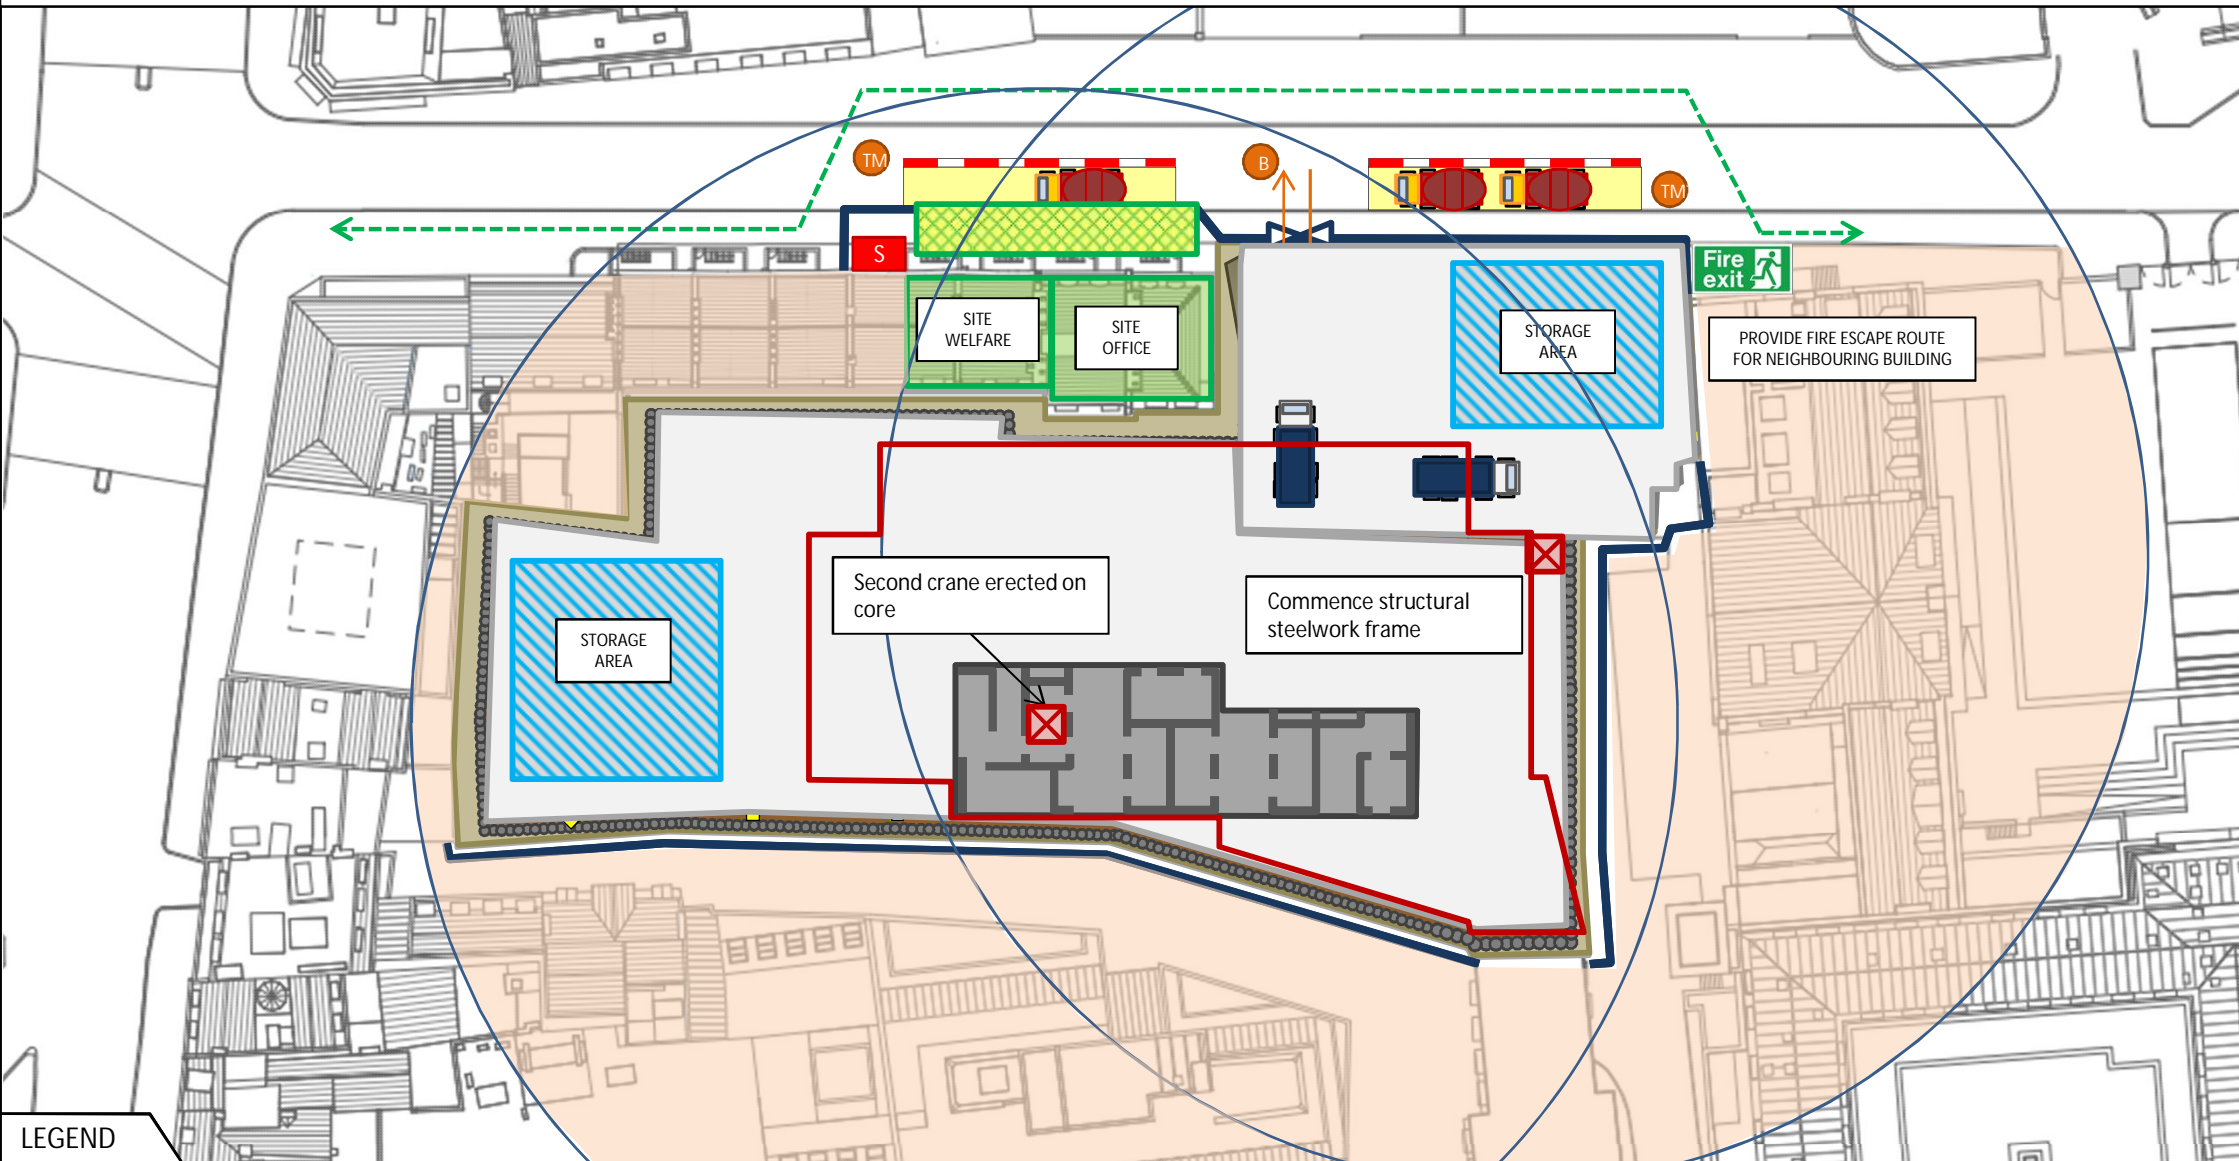 TM
B
TM
S
Fire
exit
SITE
WELFARE
SITE
OFFICE
STORAGE
AREA
PROVIDE FIRE ESCAPE ROUTE
FOR NEIGHBOURING BUILDING
Second crane erected on
core
Commence structural
steelwork frame
STORAGE
AREA
LEGEND